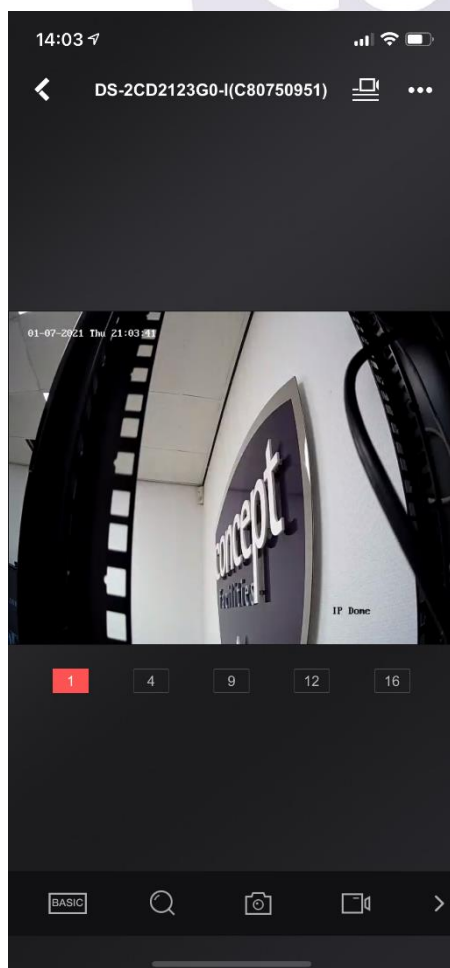 14:03
DS-2CD2123G0-I(C80750951)
01-07-2021 Thu 21:03:41
concept
IP Dome
1
4
9
12
16
BASIC